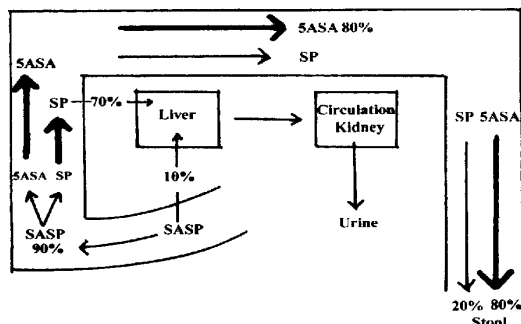 5ASA 80%
SP
5ASA
SP 70%
Liver
Circulation
Kidney
SP 5ASA
10%
5ASA SP
SASP
90%
SASP
Urine
20% 80%
Stool